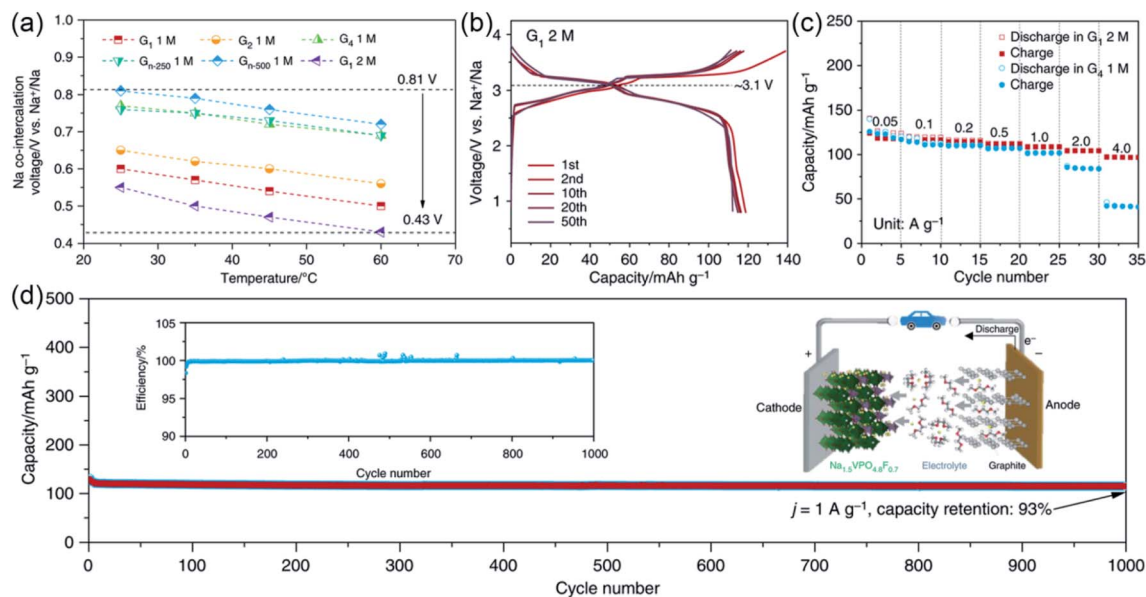 (a)
1.0
0.9
0.8
0.7
0.6
0.5
0.4
Na co-intercalation
voltage/V vs. Na⁺/Na
G₁ 1 M
G₂ 1 M
G₄ 1 M
Gₙ₋₂₅₀ 1 M
Gₙ₋₅₀₀ 1 M
G₁ 2 M
0.81 V
0.43 V
10 20 30 40 50 60 70
Temperature/°C
(b)
G₁ 2 M
4
3
2
1
Voltage/V vs. Na⁺/Na
~3.1 V
1st
2nd
10th
20th
50th
0 20 40 60 80 100 120 140
Capacity/mAh g⁻¹
(c)
250
200
150
100
50
0
Capacity/mAh g⁻¹
Discharge in G₁ 2 M
Charge
Discharge in G₄ 1 M
Charge
0.05 0.1 0.2 0.5 1.0 2.0 4.0
Unit: A g⁻¹
0 5 10 15 20 25 30 35
Cycle number
(d)
500
400
300
200
100
0
Capacity/mAh g⁻¹
105
100
95
90
Effiiency/%
0 200 400 600 800 1000
Cycle number
Discharge
e⁻
+
−
Cathode
Anode
Na₁.₅VPO₄.₈F₀.₇
Electrolyte
Graphite
j = 1 A g⁻¹, capacity retention: 93%
0 100 200 300 400 500 600 700 800 900 1000
Cycle number